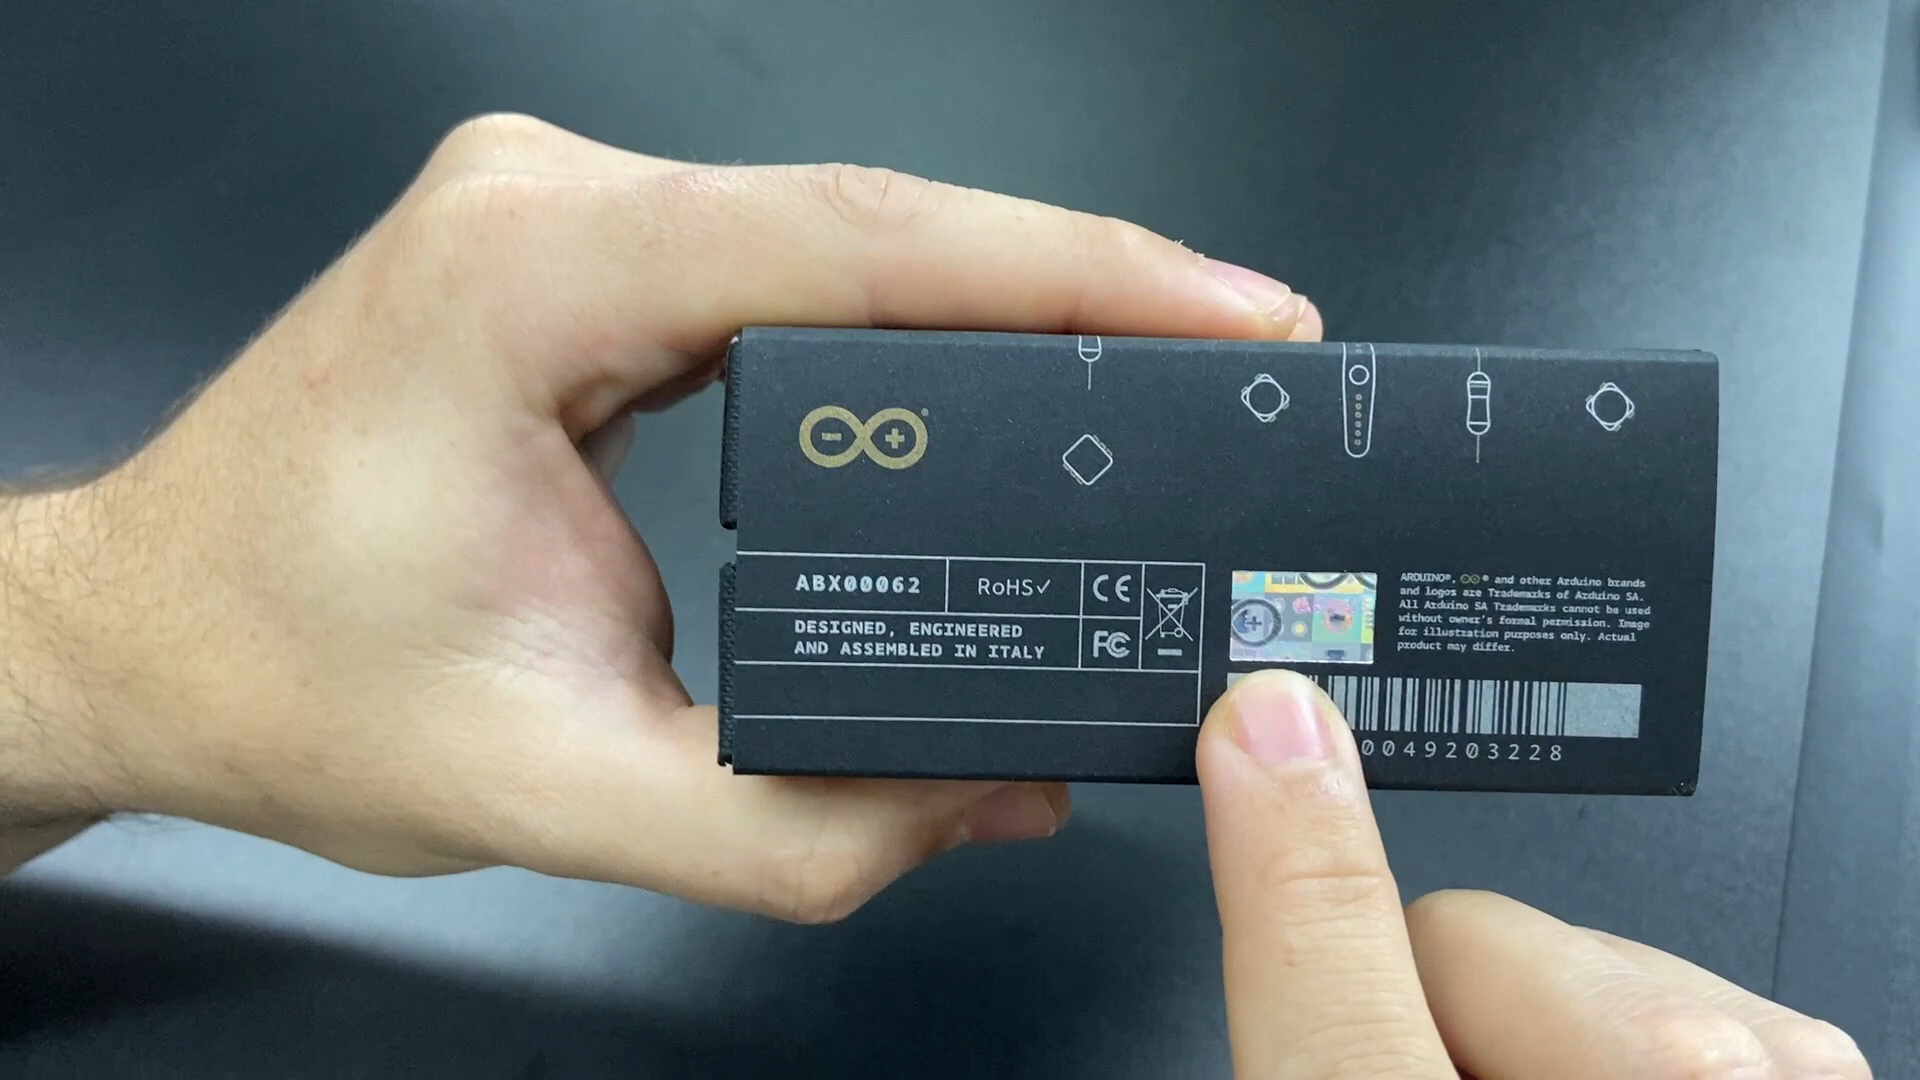 ABX00062
RoHS✓
CE
DESIGNED, ENGINEERED
AND ASSEMBLED IN ITALY
FC
ARDUINO®, ∞® and other Arduino brands
and logos are Trademarks of Arduino SA.
All Arduino SA Trademarks cannot be used
without owner's formal permission. Image
for illustration purposes only. Actual
product may differ.
0049203228